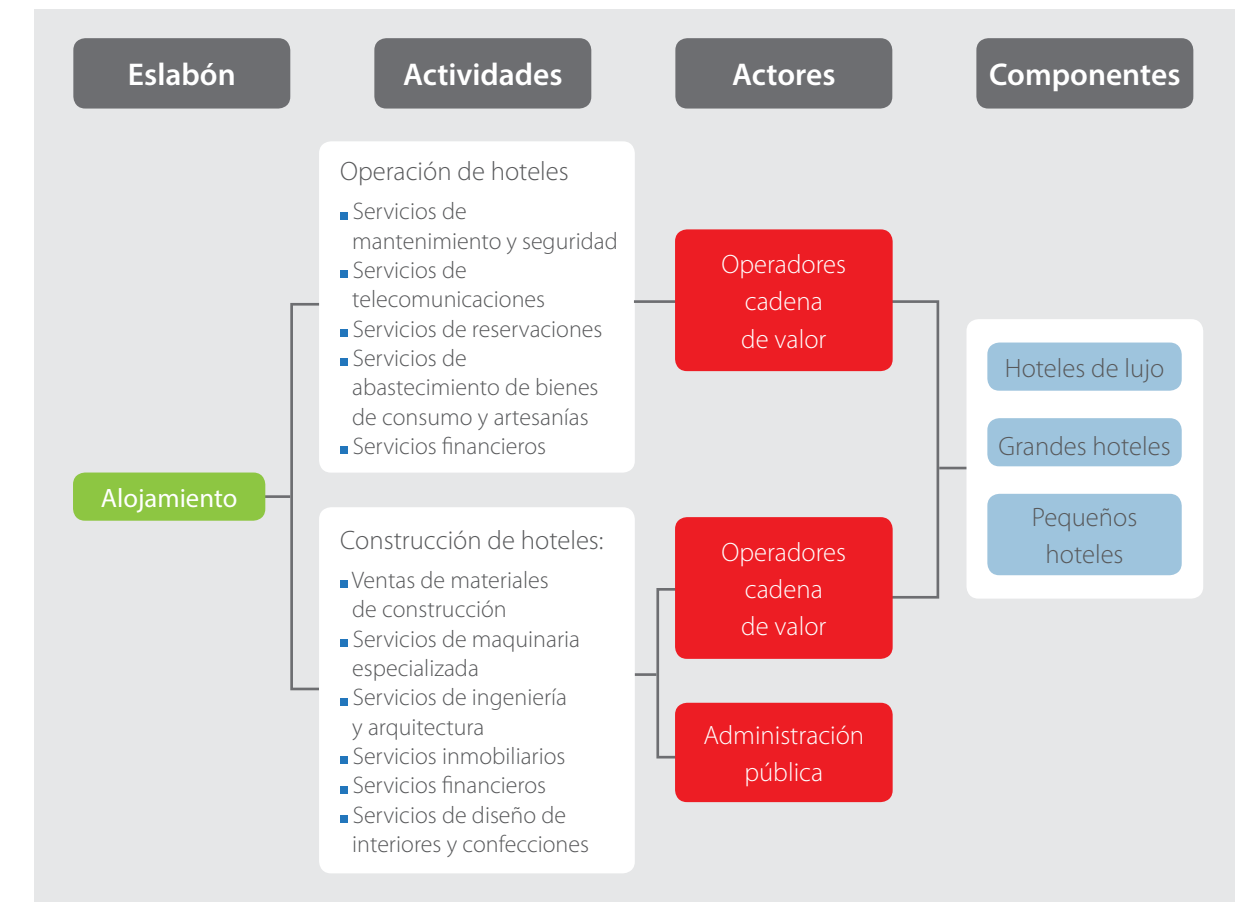 Eslabón
Actividades
Actores
Componentes
Alojamiento
Operación de hoteles
Servicios de
mantenimiento y seguridad
Servicios de
telecomunicaciones
Servicios de reservaciones
Servicios de
abastecimiento de bienes
de consumo y artesanías
Servicios financieros
Construcción de hoteles:
Ventas de materiales
de construcción
Servicios de maquinaria
especializada
Servicios de ingeniería
y arquitectura
Servicios inmobiliarios
Servicios financieros
Servicios de diseño de
interiores y confecciones
Operadores
cadena
de valor
Operadores
cadena
de valor
Administración
pública
Hoteles de lujo
Grandes hoteles
Pequeños
hoteles